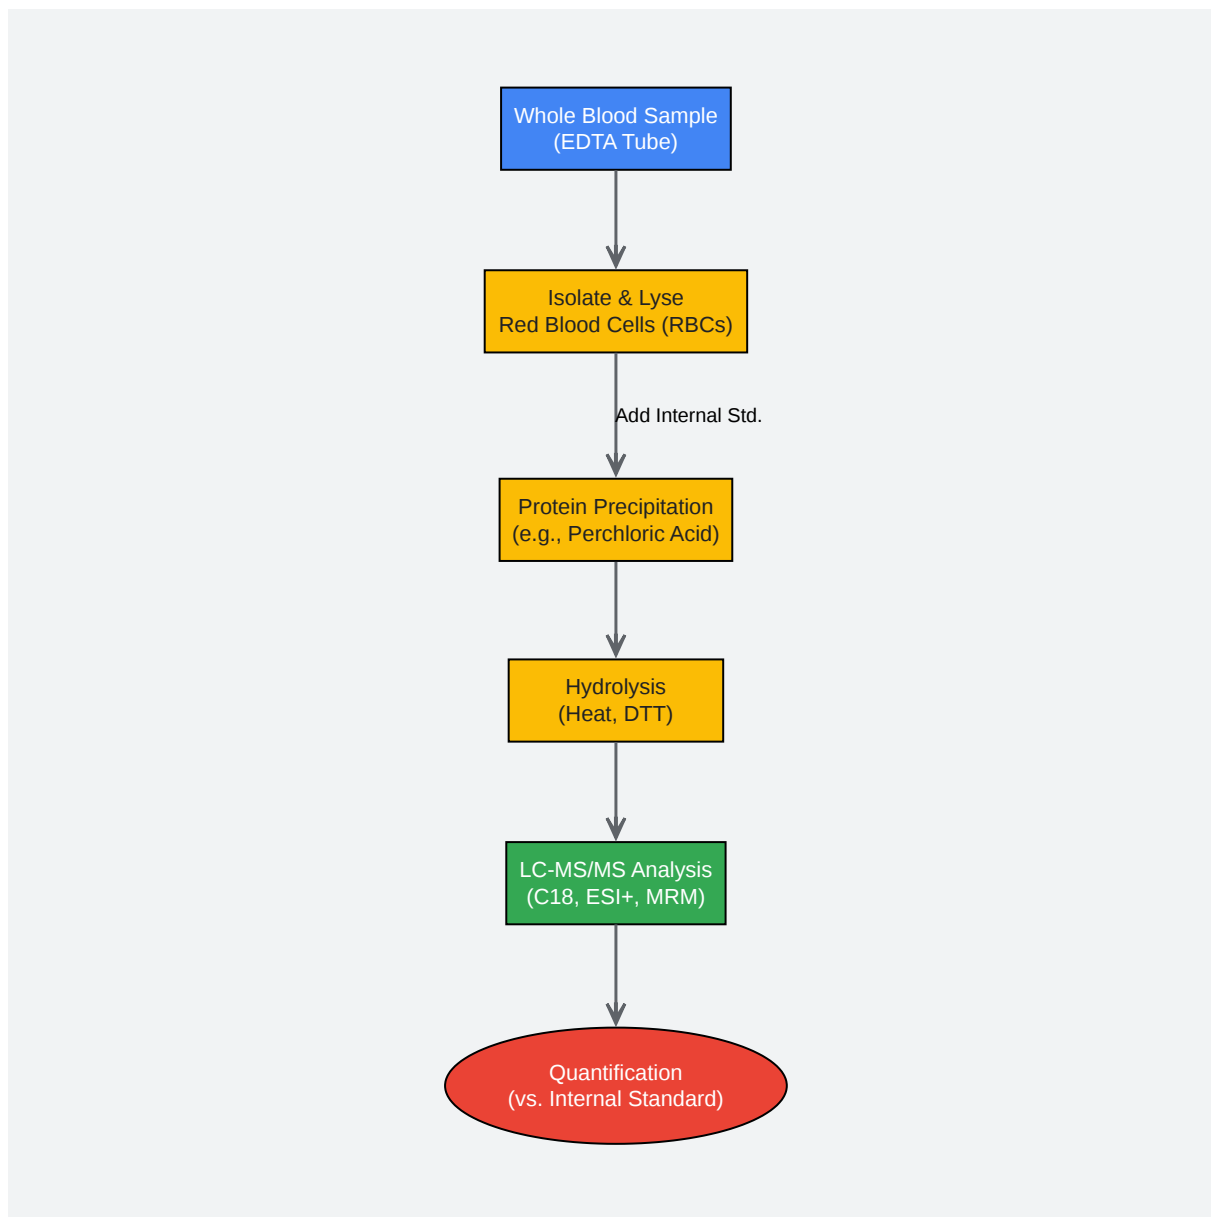 Whole Blood Sample
(EDTA Tube)
Isolate & Lyse
Red Blood Cells (RBCs)
Add Internal Std.
Protein Precipitation
(e.g., Perchloric Acid)
Hydrolysis
(Heat, DTT)
LC-MS/MS Analysis
(C18, ESI+, MRM)
Quantification
(vs. Internal Standard)